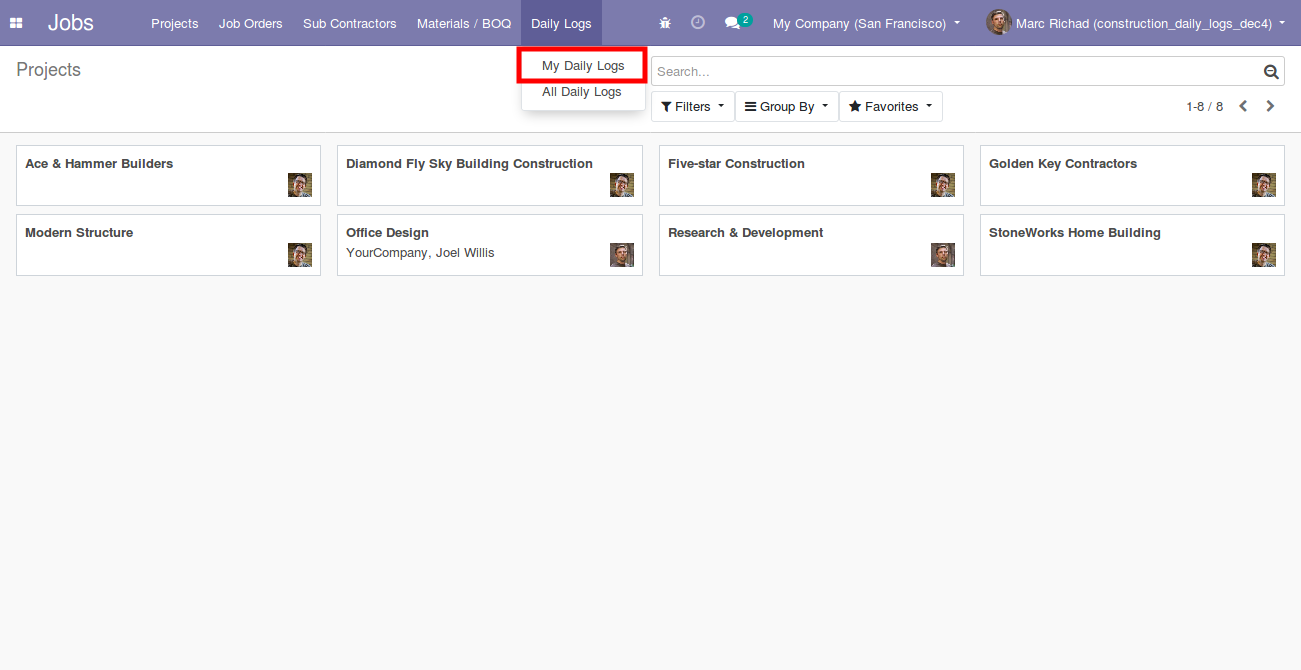 Jobs Projects Job Orders Sub Contractors Materials / BOQ Daily Logs 2 My Company (San Francisco) Marc Richad (construction_daily_logs_dec4)
Projects
My Daily Logs
All Daily Logs
Search...
Filters Group By Favorites 1-8 / 8
Ace & Hammer Builders
Diamond Fly Sky Building Construction
Five-star Construction
Golden Key Contractors
Modern Structure
Office Design
YourCompany, Joel Willis
Research & Development
StoneWorks Home Building